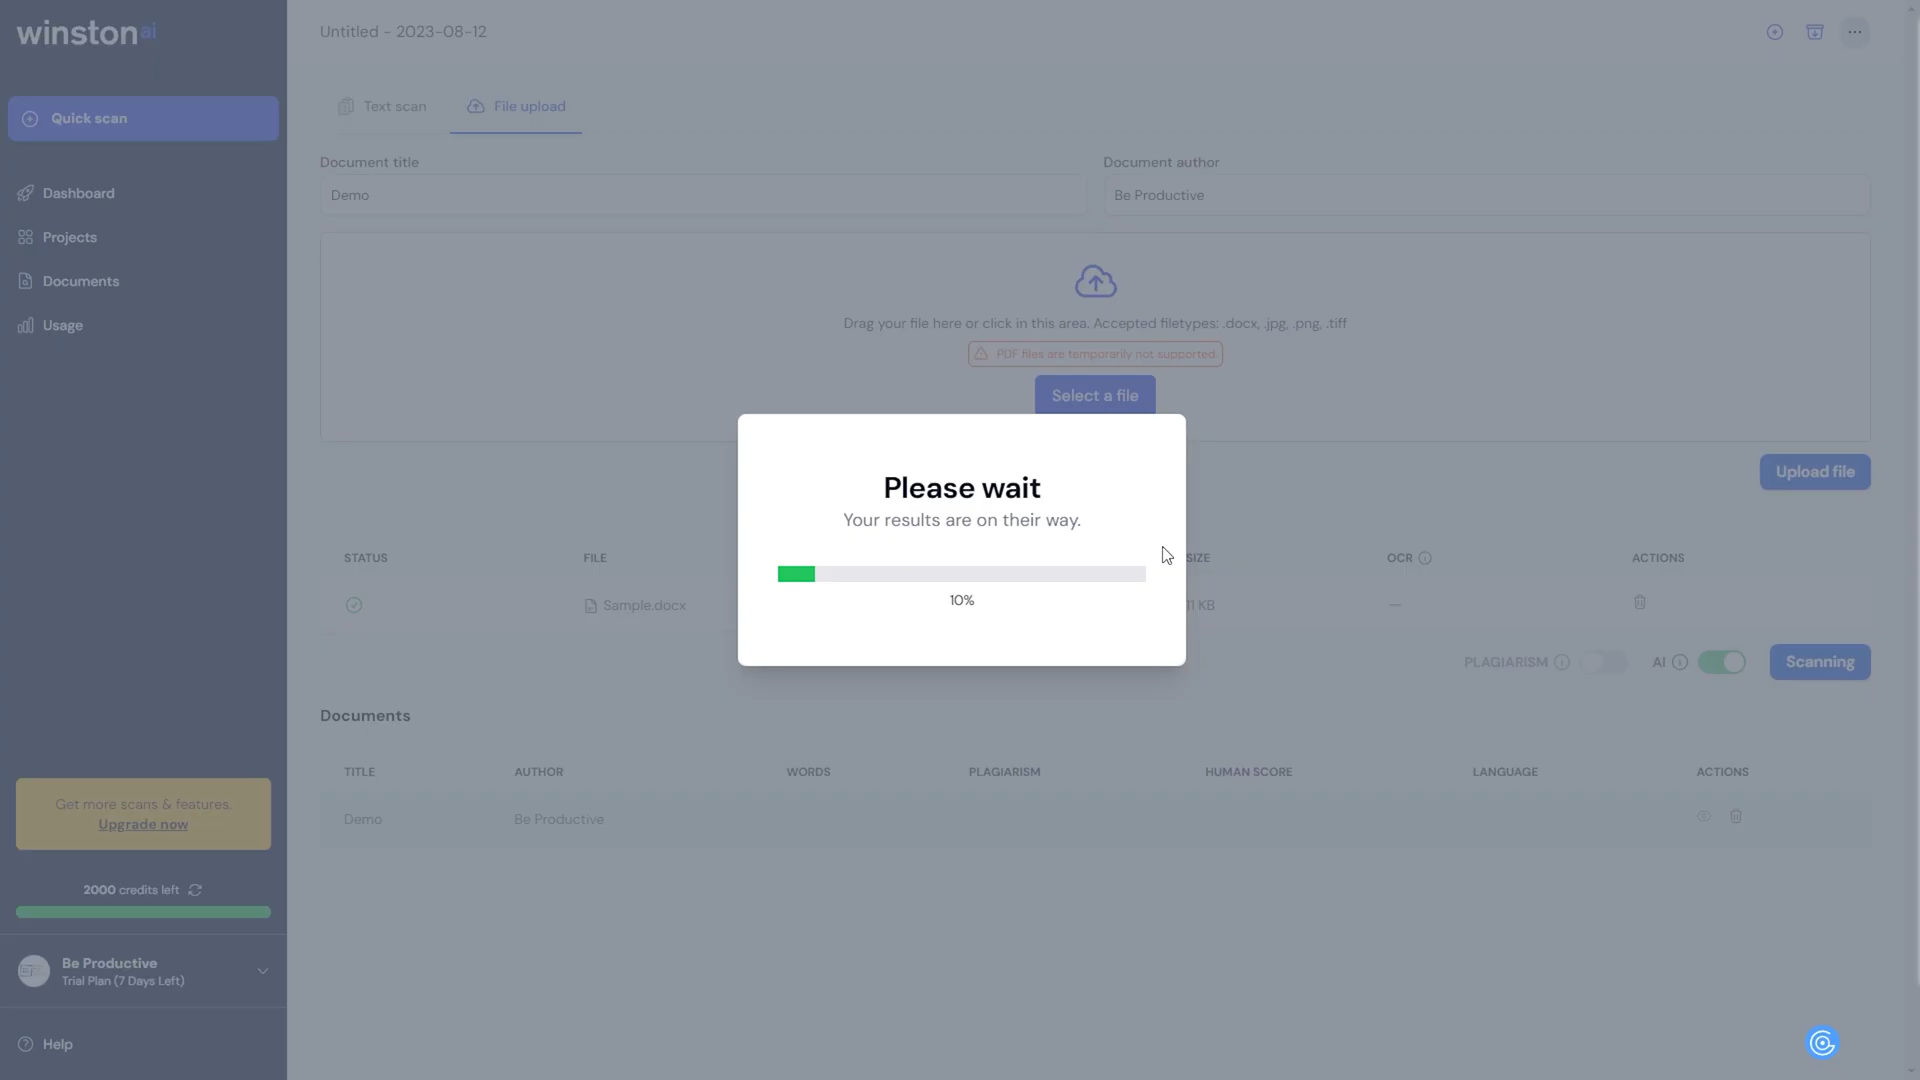 winston ai
Quick scan
Dashboard
Projects
Documents
Usage
Get more scans & features.
Upgrade now
2000 credits left
Be Productive
Trial Plan (7 Days Left)
Help
Untitled - 2023-08-12
Text scan
File upload
Document title
Document author
Demo
Be Productive
Drag your file here or click in this area. Accepted filetypes: .docx, .jpg, .png, .tiff
PDF files are temporarily not supported.
Select a file
Upload file
Please wait
Your results are on their way.
10%
STATUS FILE SIZE OCR ACTIONS
Sample.docx 11 KB —
PLAGIARISM AI Scanning
Documents
TITLE AUTHOR WORDS PLAGIARISM HUMAN SCORE LANGUAGE ACTIONS
Demo Be Productive